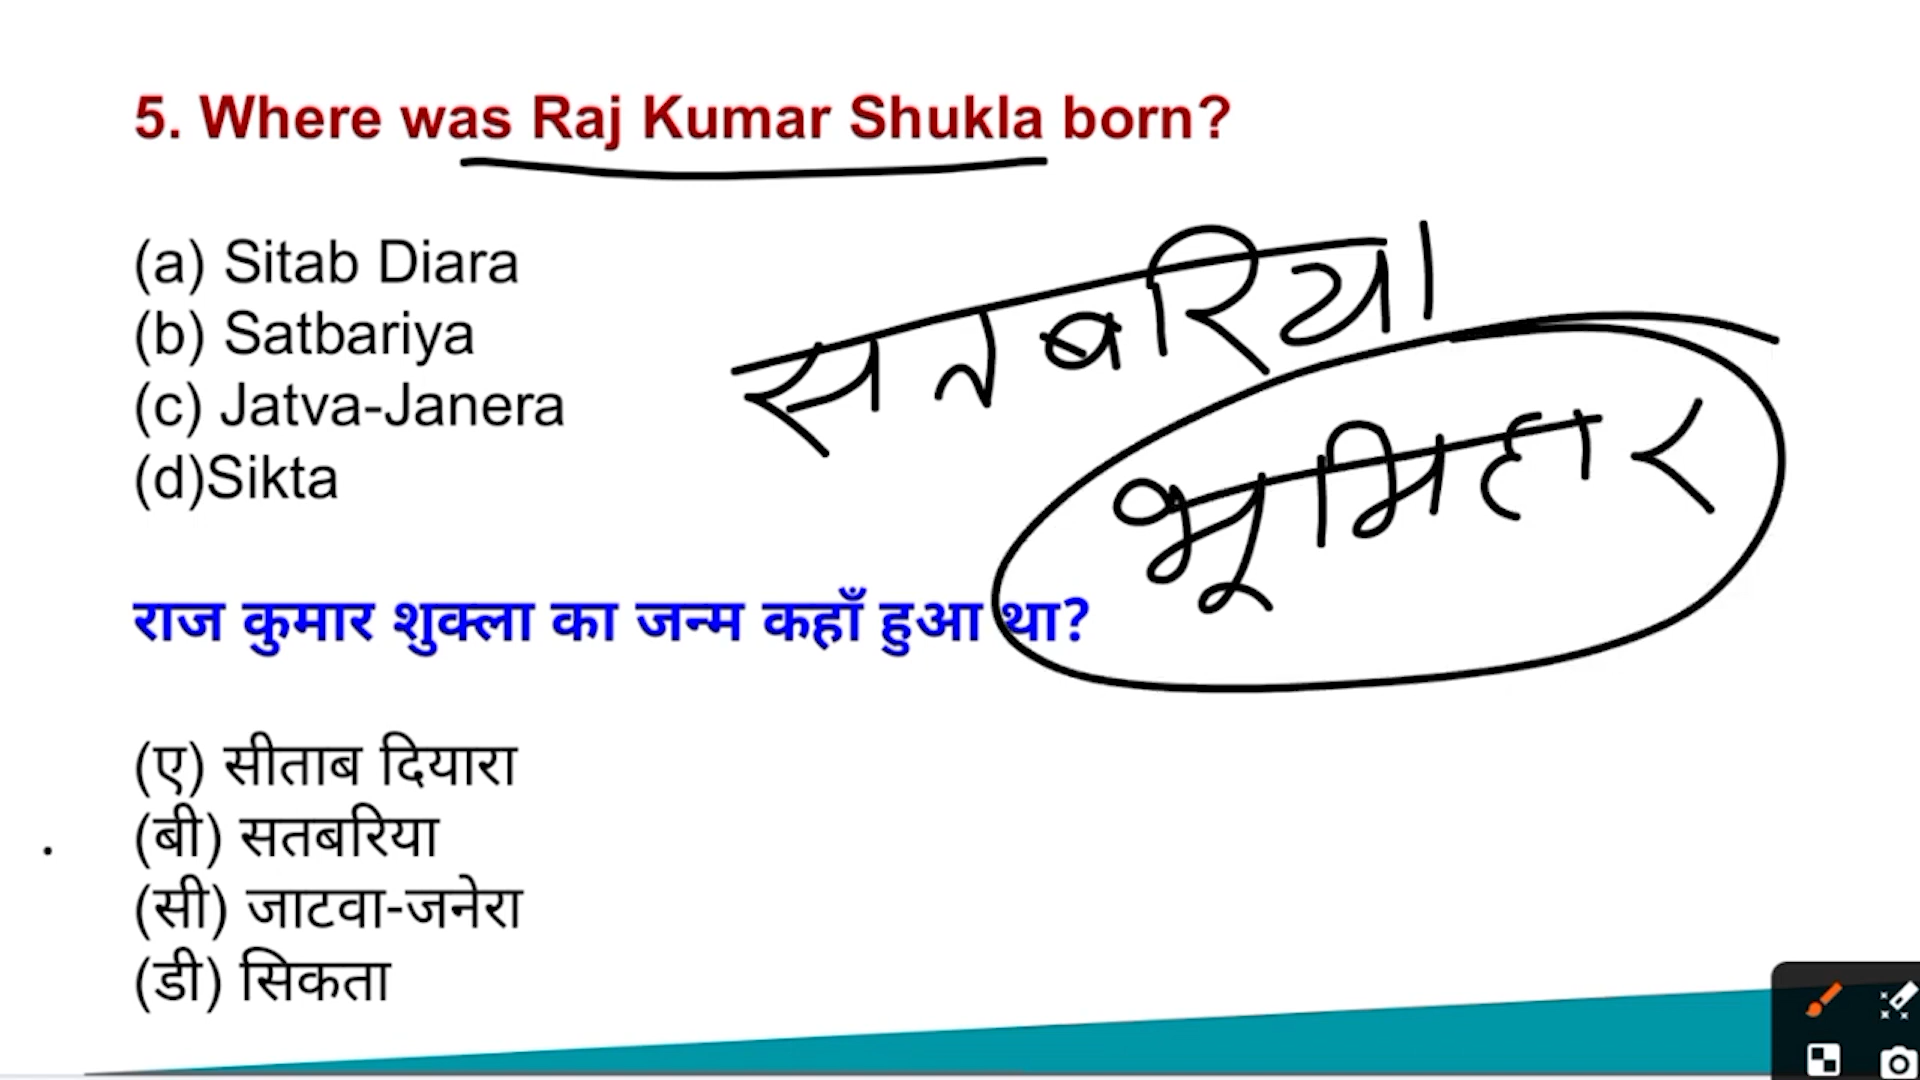 5. Where was Raj Kumar Shukla born?
(a) Sitab Diara
(b) Satbariya
(c) Jatva-Janera
(d)Sikta
सतबरिया
भूमिहार
राज कुमार शुक्ला का जन्म कहाँ हुआ था?
(ए) सीताब दियारा
(बी) सतबरिया
(सी) जाटवा-जनेरा
(डी) सिकता